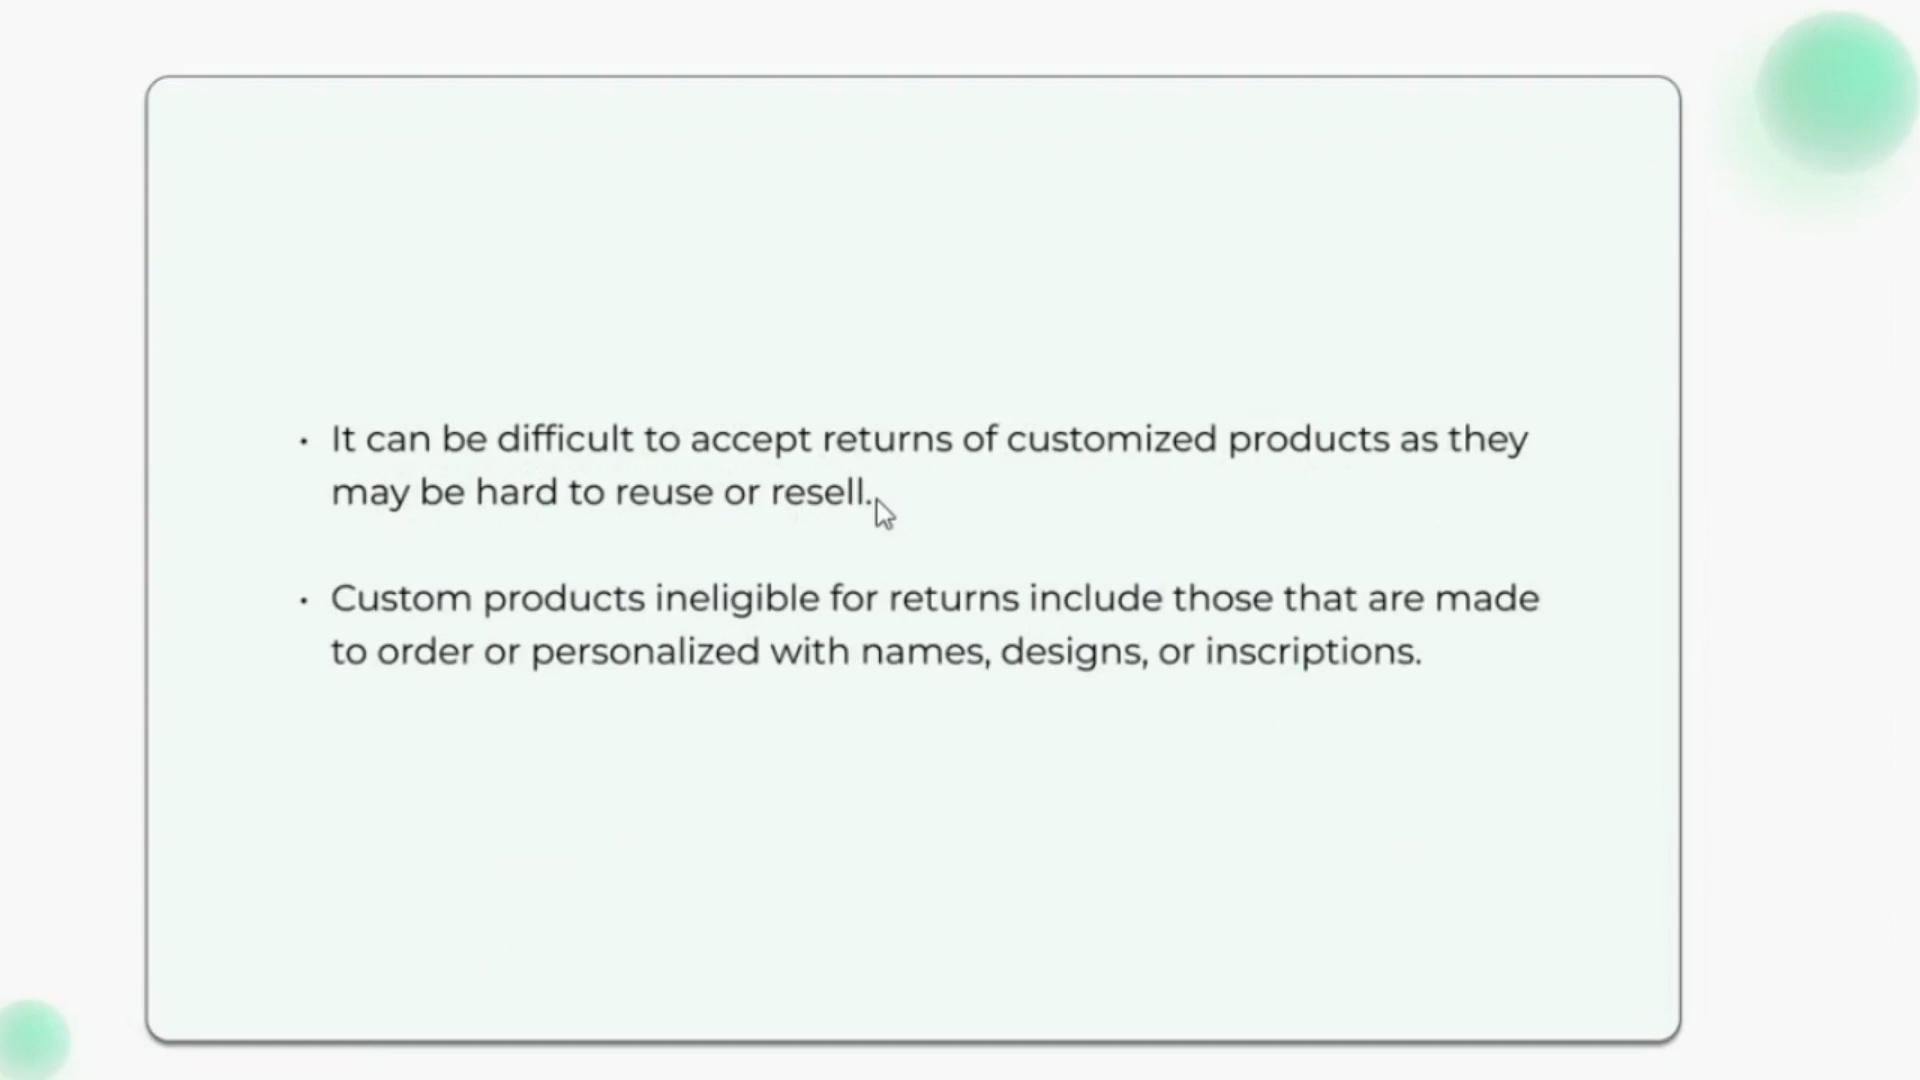 • It can be difficult to accept returns of customized products as they
may be hard to reuse or resell.
• Custom products ineligible for returns include those that are made
to order or personalized with names, designs, or inscriptions.